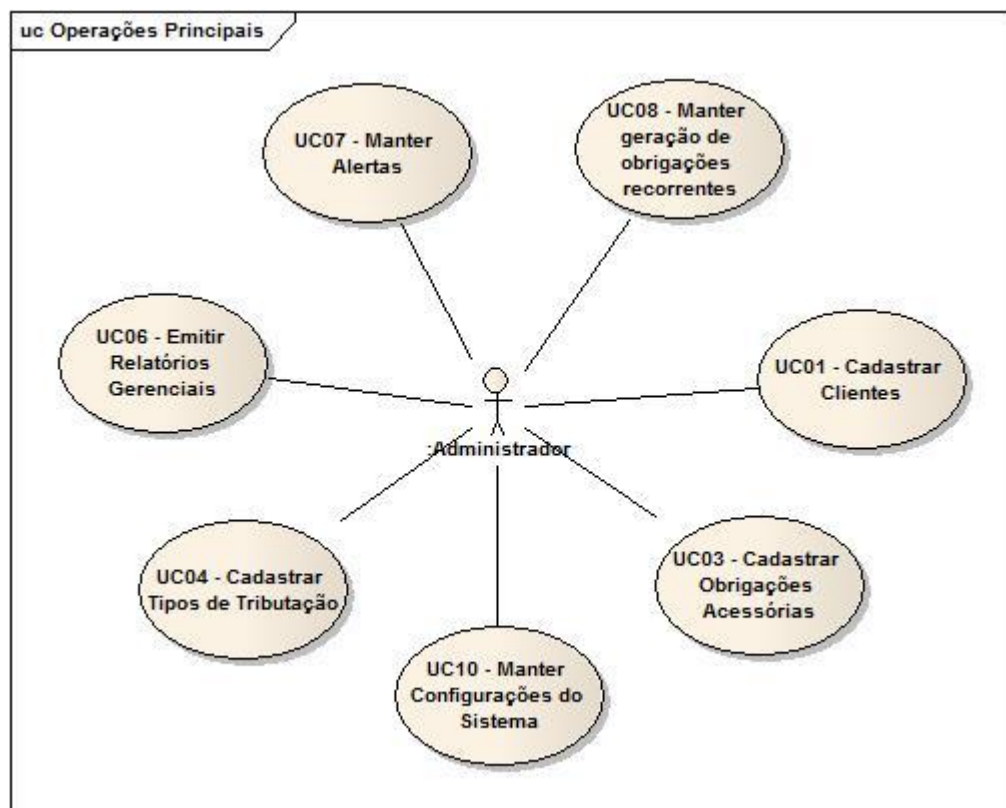 uc Operações Principais
UC07 - Manter
Alertas
UC08 - Manter
geração de
obrigações
recorrentes
UC06 - Emitir
Relatórios
Gerenciais
UC01 - Cadastrar
Clientes
:Administrador
UC04 - Cadastrar
Tipos de Tributação
UC03 - Cadastrar
Obrigações
Acessórias
UC10 - Manter
Configurações do
Sistema